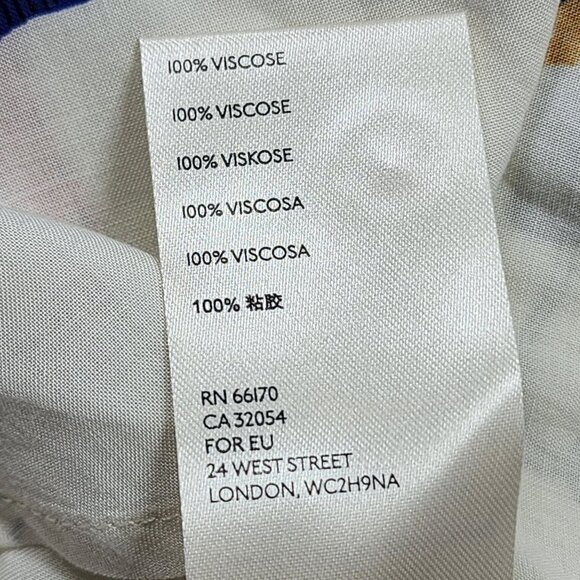 100% VISCOSE
100% VISCOSE
100% VISKOSE
100% VISCOSA
100% VISCOSA
100% 粘胶
RN 66170
CA 32054
FOR EU
24 WEST STREET
LONDON, WC2H9NA